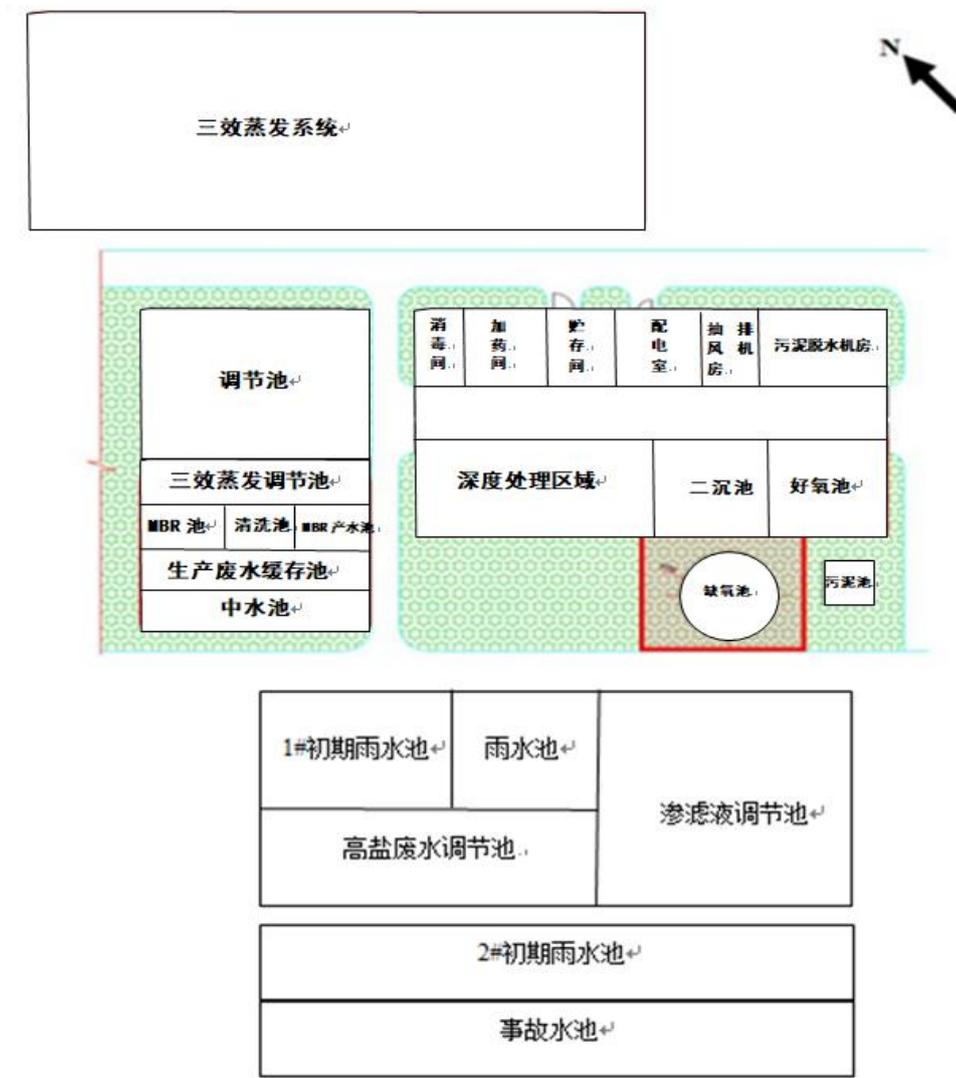 N
三效蒸发系统
消毒间
加药间
贮存间
配电室
抽风机房
排
污泥脱水机房
调节池
三效蒸发调节池
深度处理区域
二沉池
好氧池
MBR 池
清洗池
MBR 产水池
生产废水缓存池
中水池
缺氧池
污泥池
1#初期雨水池
雨水池
渗滤液调节池
高盐废水调节池
2#初期雨水池
事故水池